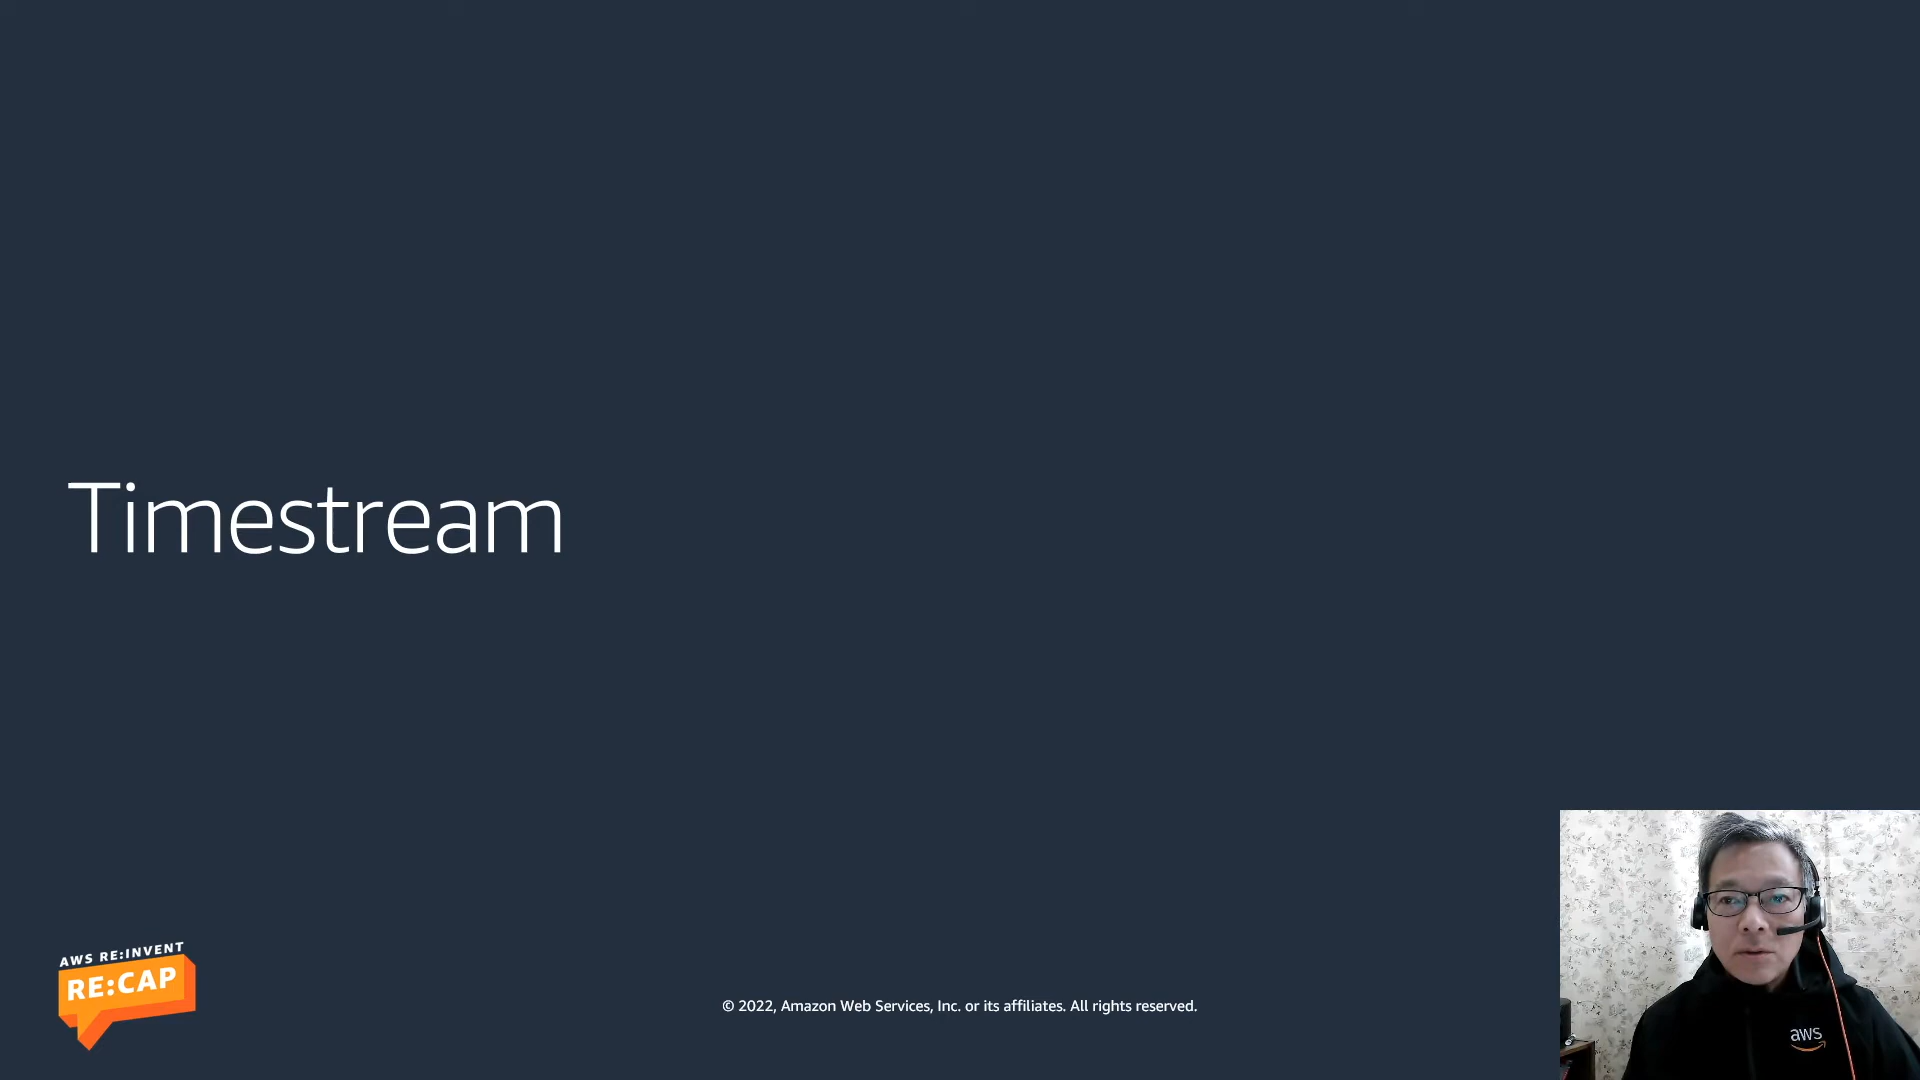 Timestream
AWS RE:INVENT
RE:CAP
© 2022, Amazon Web Services, Inc. or its affiliates. All rights reserved.
aws